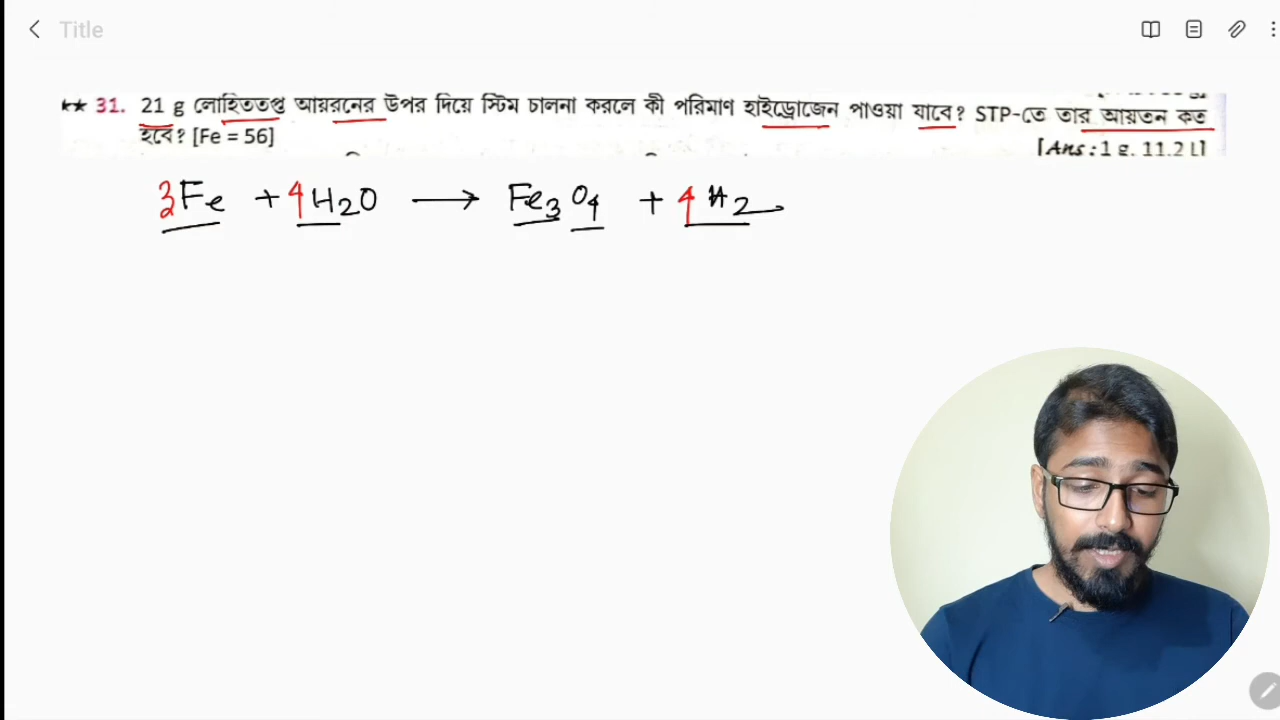 Title
★★ 31. 21 g লোহিততপ্ত আয়রনের উপর দিয়ে স্টিম চালনা করলে কী পরিমাণ হাইড্রোজেন পাওয়া যাবে? STP-তে তার আয়তন কত
হবে? [Fe = 56]
[Ans : 1 g, 11.2 L]
3Fe + 4H2O ⟶ Fe3O4 + 4H2